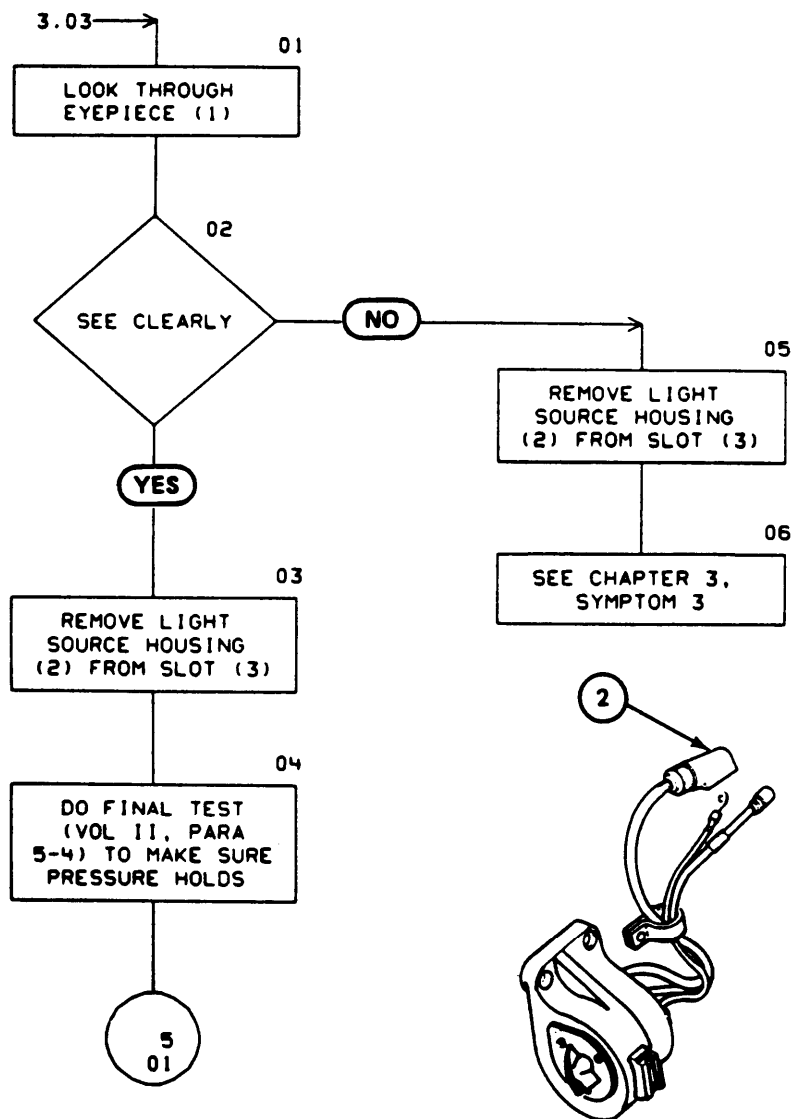 3.03
01
LOOK THROUGH
EYEPIECE (1)
02
SEE CLEARLY
NO
YES
05
REMOVE LIGHT
SOURCE HOUSING
(2) FROM SLOT (3)
06
SEE CHAPTER 3,
SYMPTOM 3
03
REMOVE LIGHT
SOURCE HOUSING
(2) FROM SLOT (3)
04
DO FINAL TEST
(VOL II, PARA
5-4) TO MAKE SURE
PRESSURE HOLDS
5
01
2